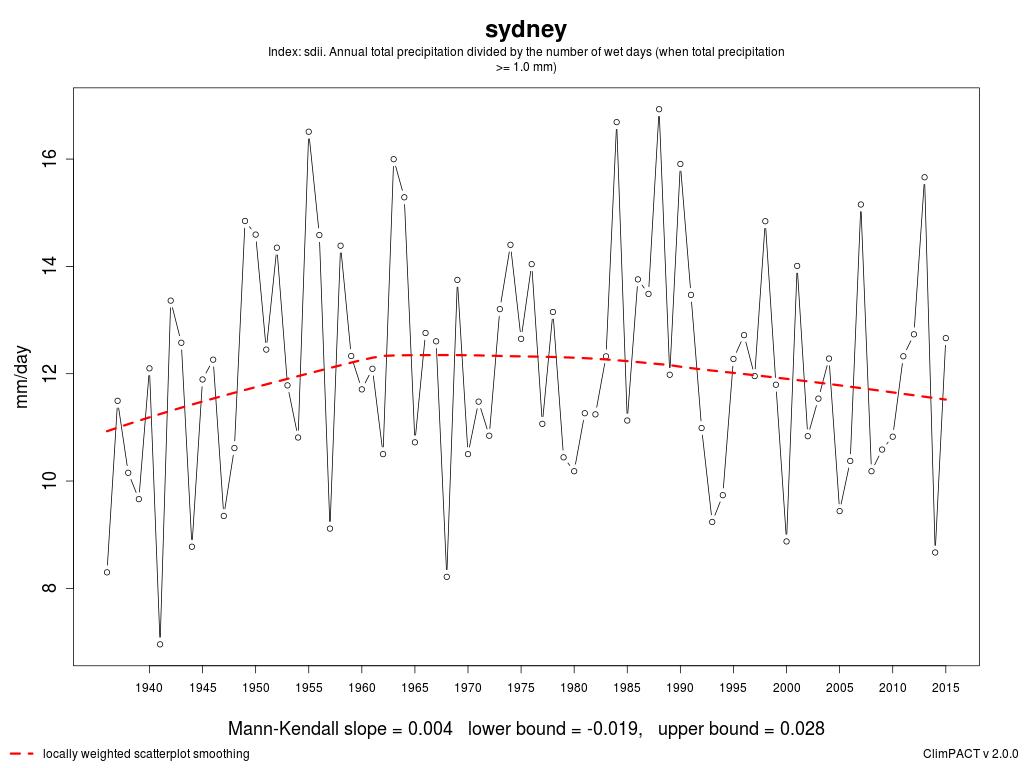 sydney
Index: sdii. Annual total precipitation divided by the number of wet days (when total precipitation
>= 1.0 mm)
mm/day
16
14
12
10
8
1940 1945 1950 1955 1960 1965 1970 1975 1980 1985 1990 1995 2000 2005 2010 2015
Mann-Kendall slope = 0.004 lower bound = -0.019, upper bound = 0.028
locally weighted scatterplot smoothing
ClimPACT v 2.0.0